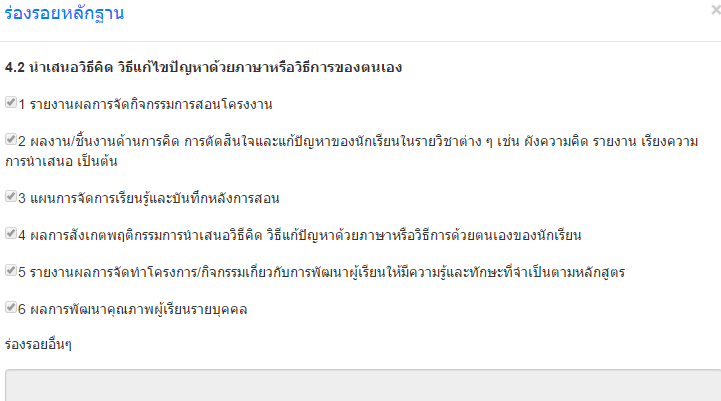 ร่องรอยหลักฐาน
×
4.2 นำเสนอวิธีคิด วิธีแก้ไขปัญหาด้วยภาษาหรือวิธีการของตนเอง
1 รายงานผลการจัดกิจกรรมการสอนโครงงาน
2 ผลงาน/ชิ้นงานด้านการคิด การตัดสินใจและแก้ปัญหาของนักเรียนในรายวิชาต่าง ๆ เช่น ผังความคิด รายงาน เรียงความ
การนำเสนอ เป็นต้น
3 แผนการจัดการเรียนรู้และบันทึกหลังการสอน
4 ผลการสังเกตพฤติกรรมการนำเสนอวิธีคิด วิธีแก้ปัญหาด้วยภาษาหรือวิธีการด้วยตนเองของนักเรียน
5 รายงานผลการจัดทำโครงการ/กิจกรรมเกี่ยวกับการพัฒนาผู้เรียนให้มีความรู้และทักษะที่จำเป็นตามหลักสูตร
6 ผลการพัฒนาคุณภาพผู้เรียนรายบุคคล
ร่องรอยอื่นๆ